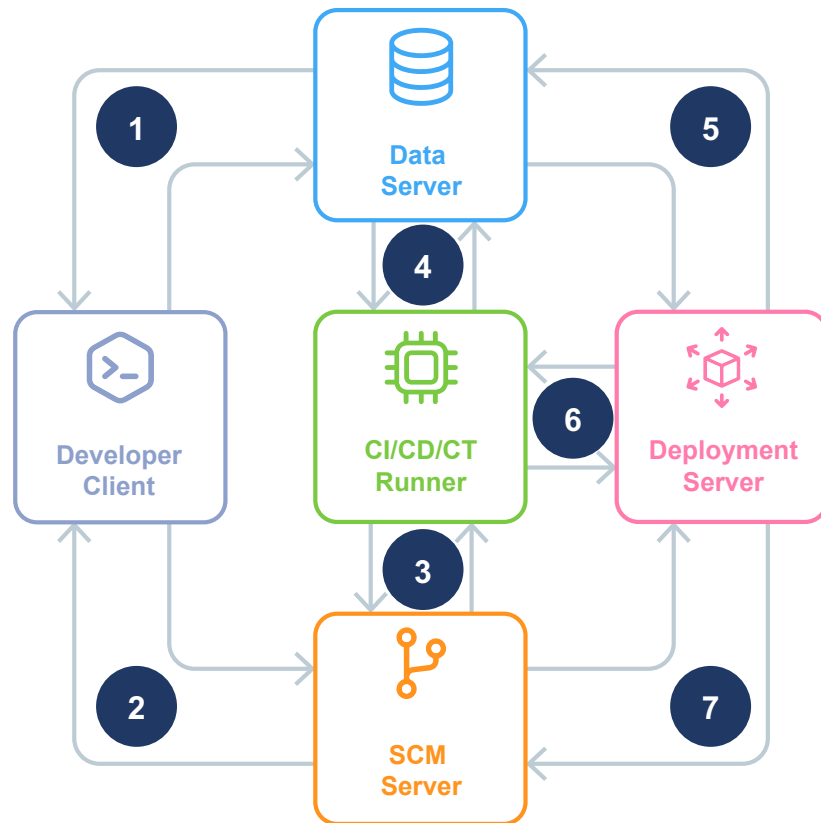 1
5
Data
Server
4
Developer
Client
CI/CD/CT
Runner
6
Deployment
Server
3
2
7
SCM
Server